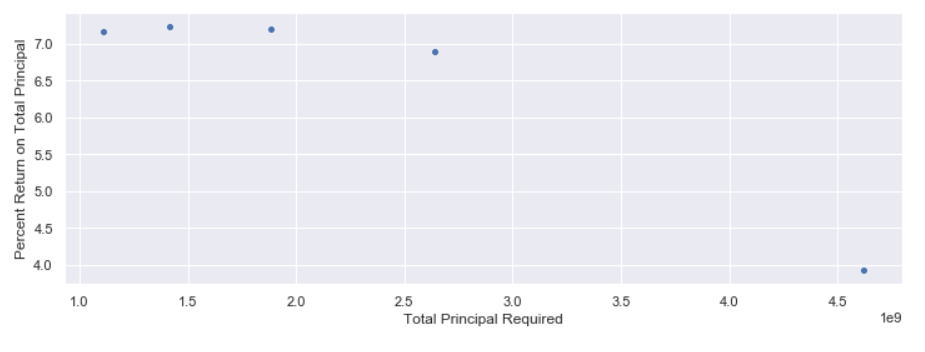 Percent Return on Total Principal
7.0
6.5
6.0
5.5
5.0
4.5
4.0
1.0 1.5 2.0 2.5 3.0 3.5 4.0 4.5
Total Principal Required
1e9